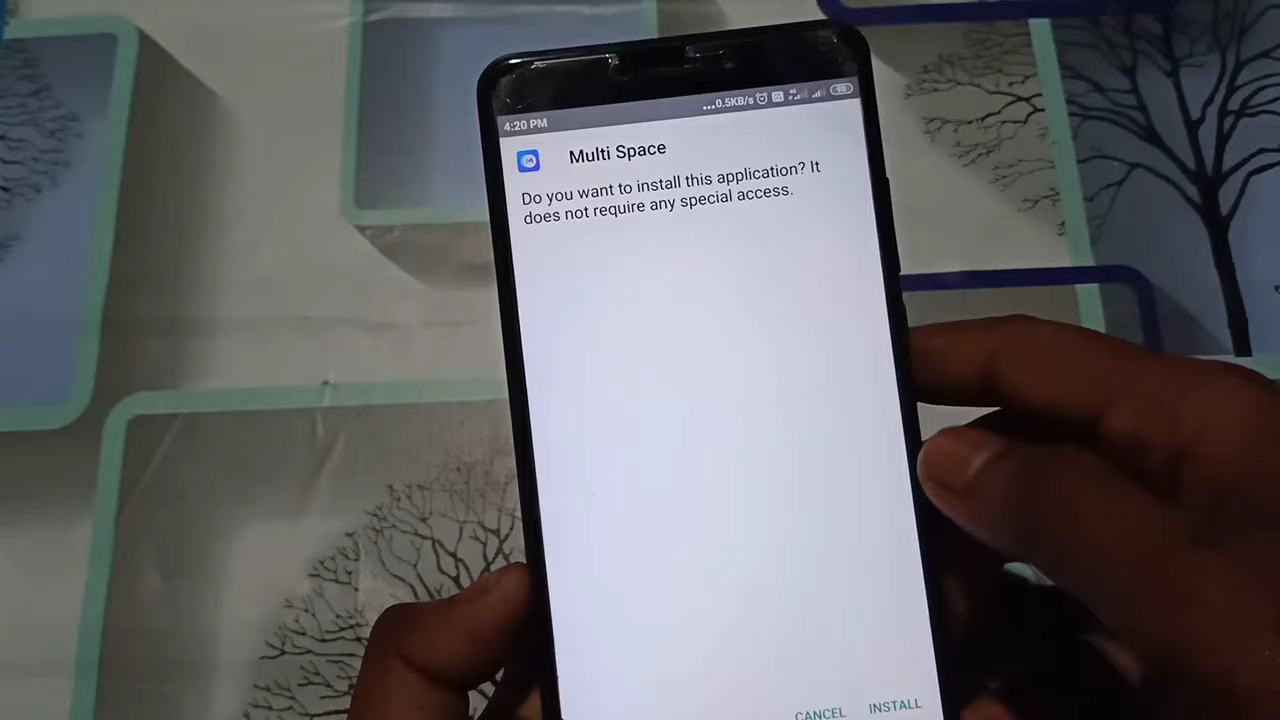 ...0.5KB/s
4:20 PM
Multi Space
Do you want to install this application? It
does not require any special access.
CANCEL INSTALL